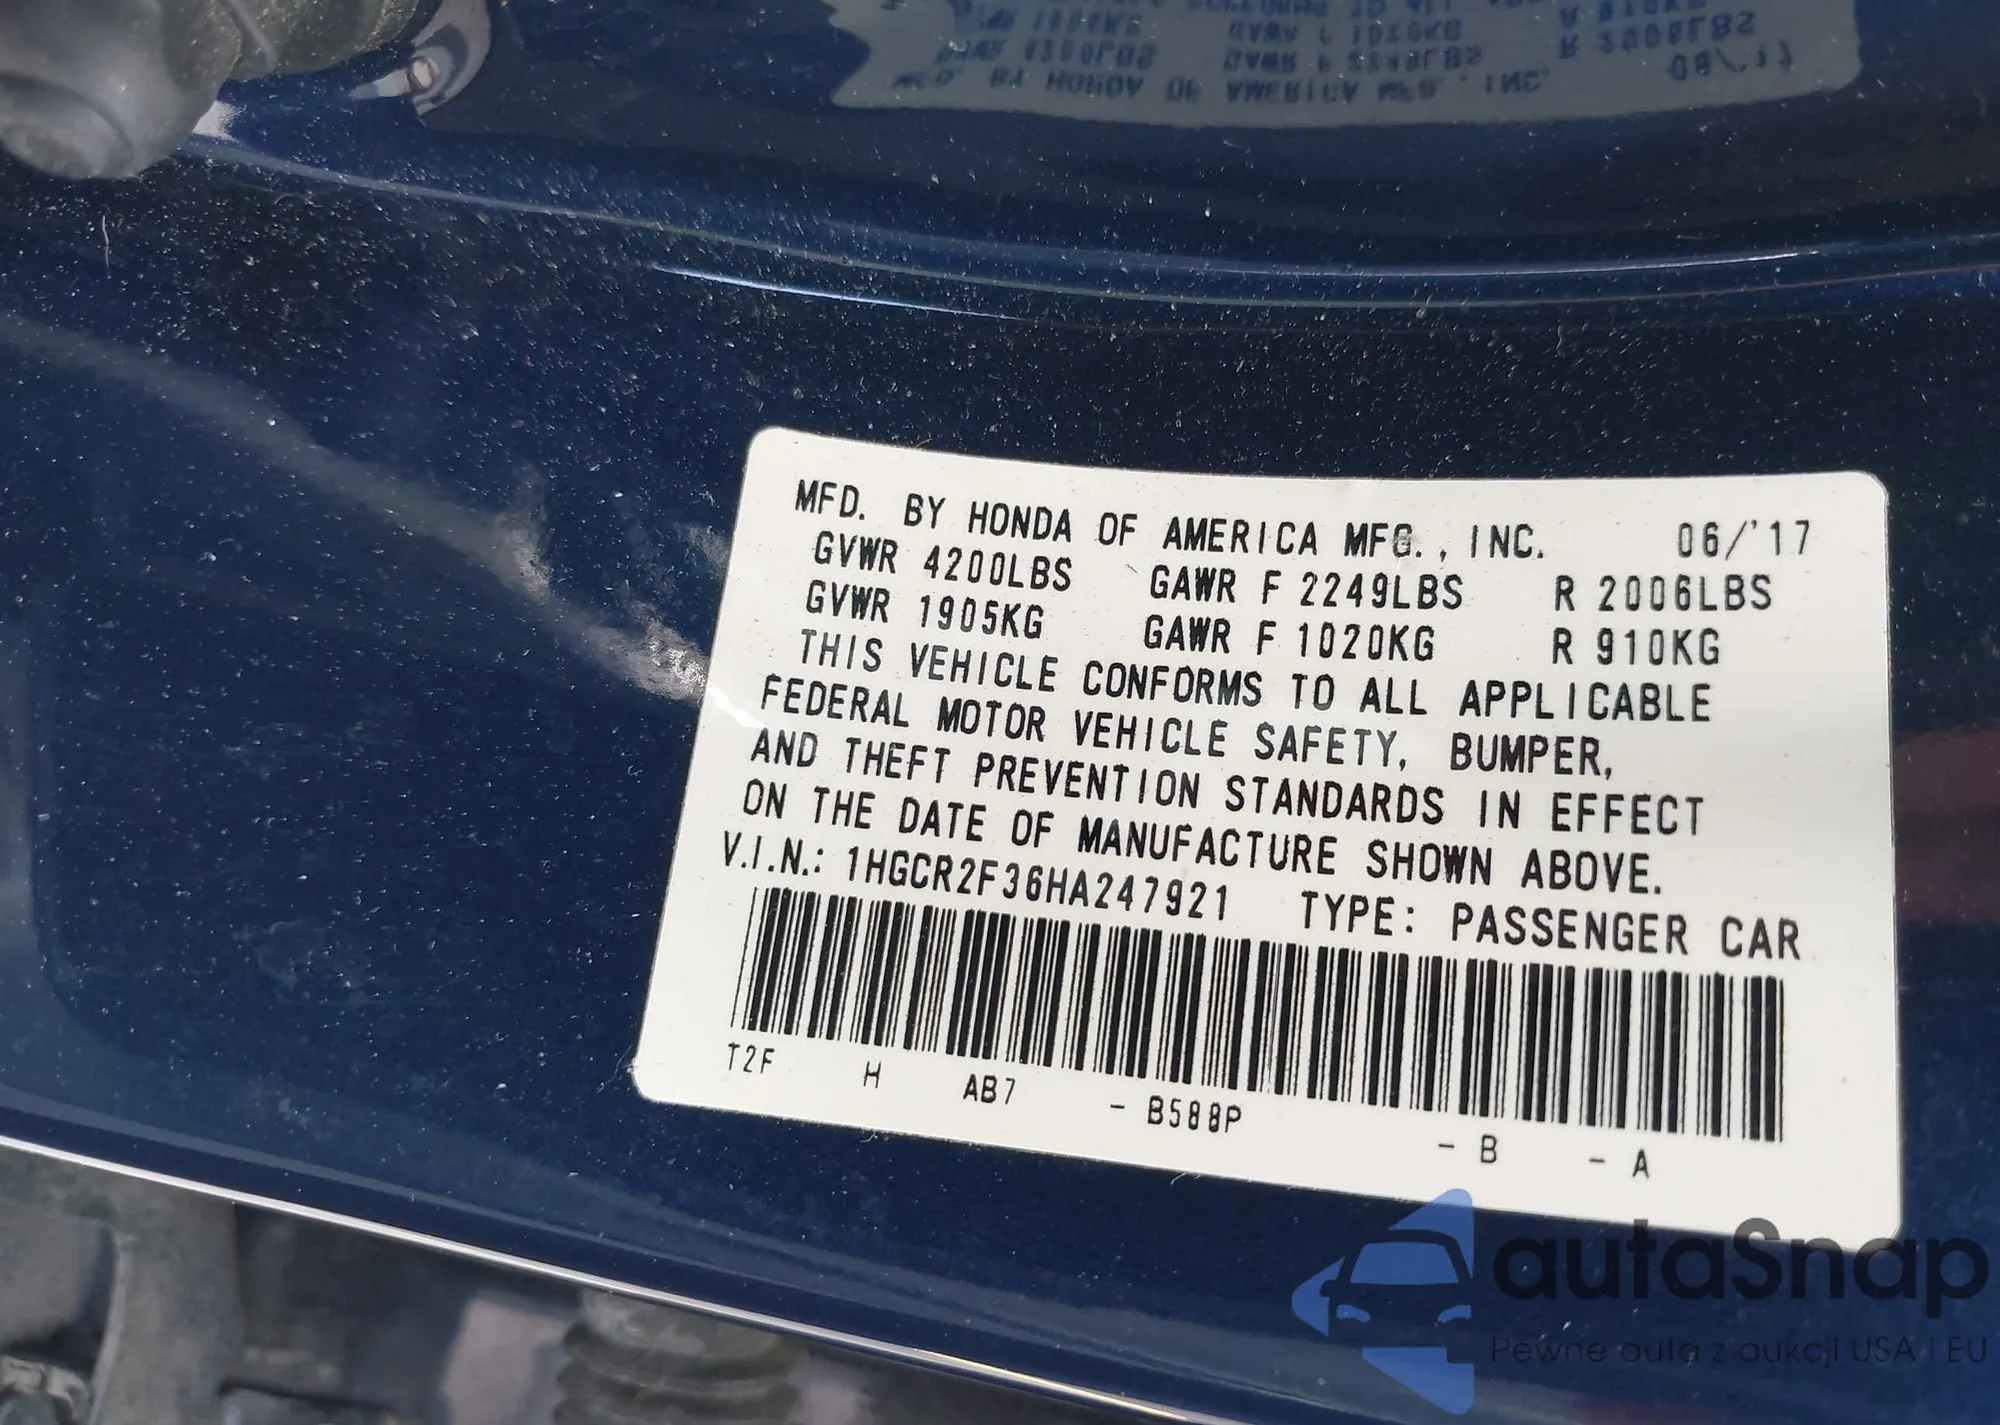 MFD. BY HONDA OF AMERICA MFG., INC. 06/'17
GVWR 4200LBS GAWR F 2249LBS R 2006LBS
GVWR 1905KG GAWR F 1020KG R 910KG
THIS VEHICLE CONFORMS TO ALL APPLICABLE
FEDERAL MOTOR VEHICLE SAFETY, BUMPER,
AND THEFT PREVENTION STANDARDS IN EFFECT
ON THE DATE OF MANUFACTURE SHOWN ABOVE.
V.I.N.: 1HGCR2F36HA247921 TYPE: PASSENGER CAR
T2F H AB7 - B588P - B - A
autaSnap
Pewne auta z aukcji USA i EU